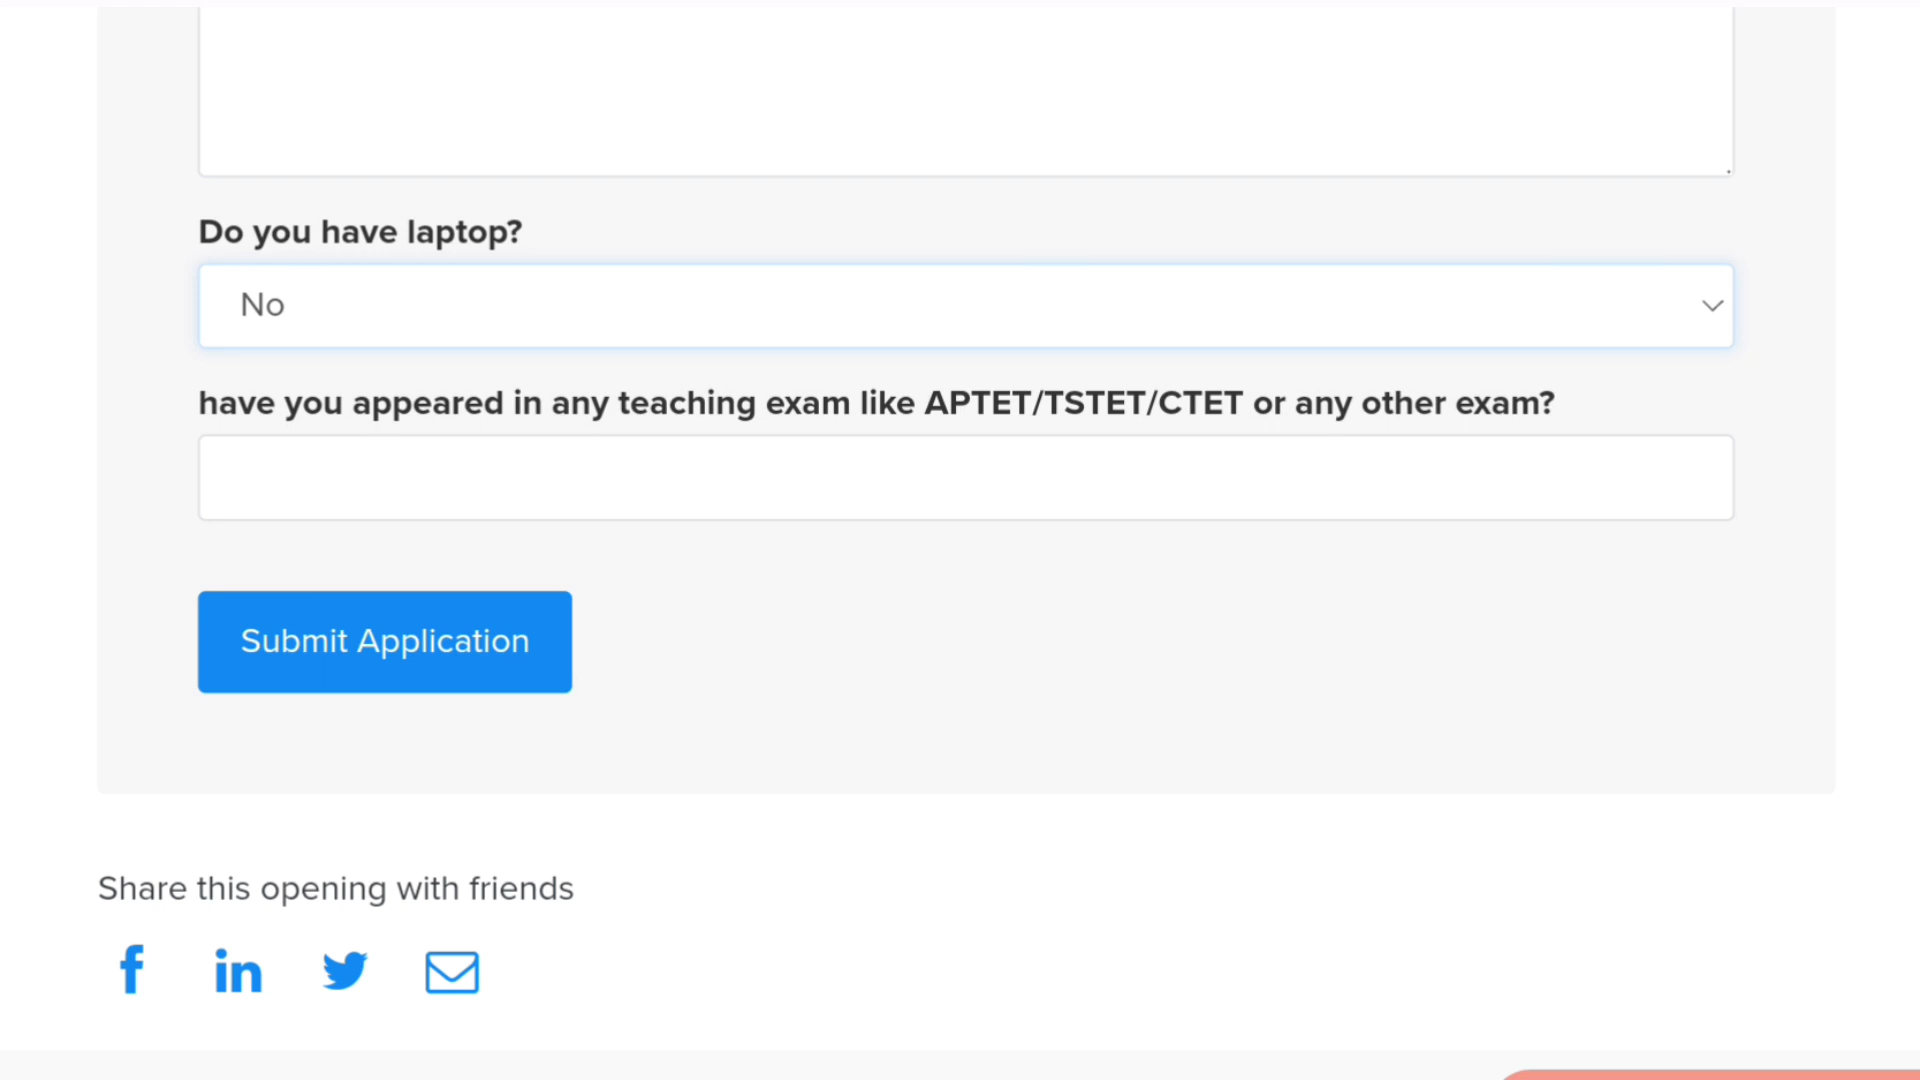 Do you have laptop?
No
have you appeared in any teaching exam like APTET/TSTET/CTET or any other exam?
Submit Application
Share this opening with friends